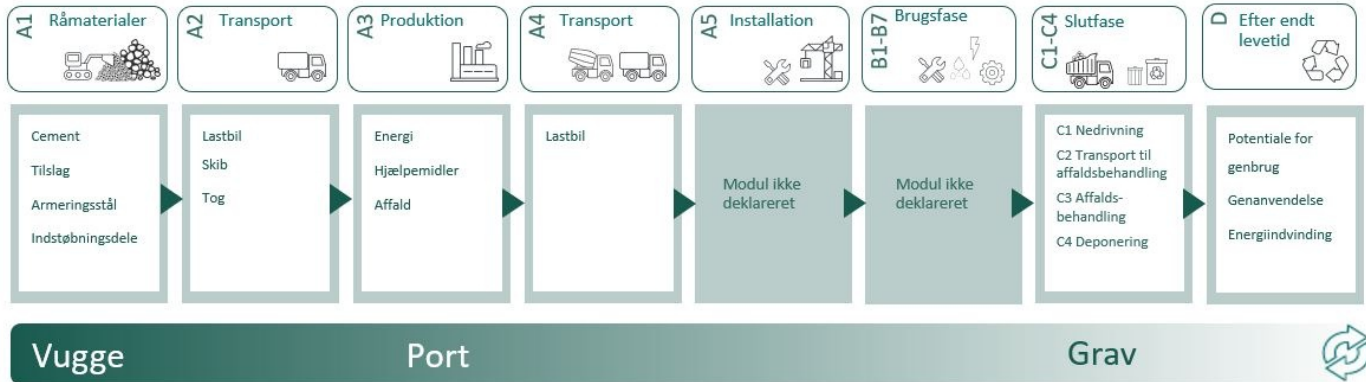 A1 Råmaterialer
A2 Transport
A3 Produktion
A4 Transport
A5 Installation
B1-B7 Brugsfase
C1-C4 Slutfase
D Efter endt
levetid
Cement
Tilslag
Armeringsstål
Indstøbningsdele
Lastbil
Skib
Tog
Energi
Hjælpemidler
Affald
Lastbil
Modul ikke
deklareret
Modul ikke
deklareret
C1 Nedrivning
C2 Transport til
affaldsbehandling
C3 Affalds-
behandling
C4 Deponering
Potentiale for
genbrug
Genanvendelse
Energiindvinding
Vugge
Port
Grav